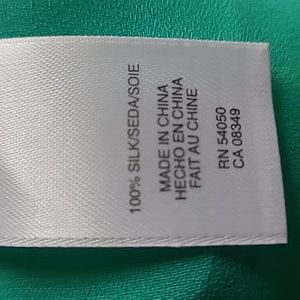 100% SILK/SEDA/SOIE
MADE IN CHINA
HECHO EN CHINA
FAIT AU CHINE
RN 54050
CA 08349